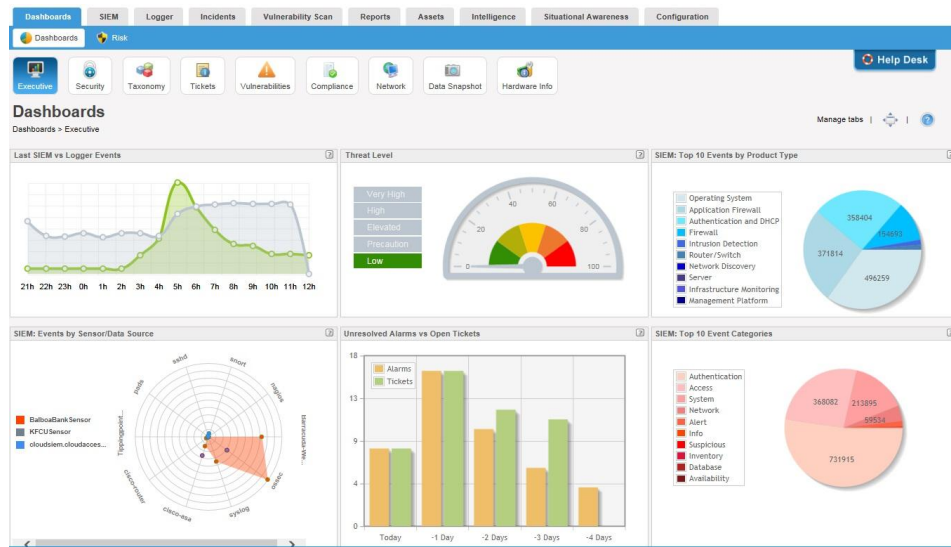 Dashboards SIEM Logger Incidents Vulnerability Scan Reports Assets Intelligence Situational Awareness Configuration
Dashboards Risk
Help Desk
Executive Security Taxonomy Tickets Vulnerabilities Compliance Network Data Snapshot Hardware Info
Dashboards
Dashboards > Executive
Manage tabs | |
Last SIEM vs Logger Events
21h 22h 23h 0h 1h 2h 3h 4h 5h 6h 7h 8h 9h 10h 11h 12h
Threat Level
Very High
High
Elevated
Precaution
Low
0 20 40 60 80 100
SIEM: Top 10 Events by Product Type
Operating System
Application Firewall
Authentication and DHCP
Firewall
Intrusion Detection
Router/Switch
Network Discovery
Server
Infrastructure Monitoring
Management Platform
358404
154693
371814
496259
SIEM: Events by Sensor/Data Source
BalboaBankSensor
KFCUSensor
cloudsiem.cloudacces...
sshd
snort
nagios
barracuda-We...
ossec
syslog
cisco-asa
cisco-router
Tippingpoint...
pads
Unresolved Alarms vs Open Tickets
Alarms
Tickets
18
13
9
4
0
Today -1 Day -2 Days -3 Days -4 Days
SIEM: Top 10 Event Categories
Authentication
Access
System
Network
Alert
Info
Suspicious
Inventory
Database
Availability
368082
213895
89534
731915